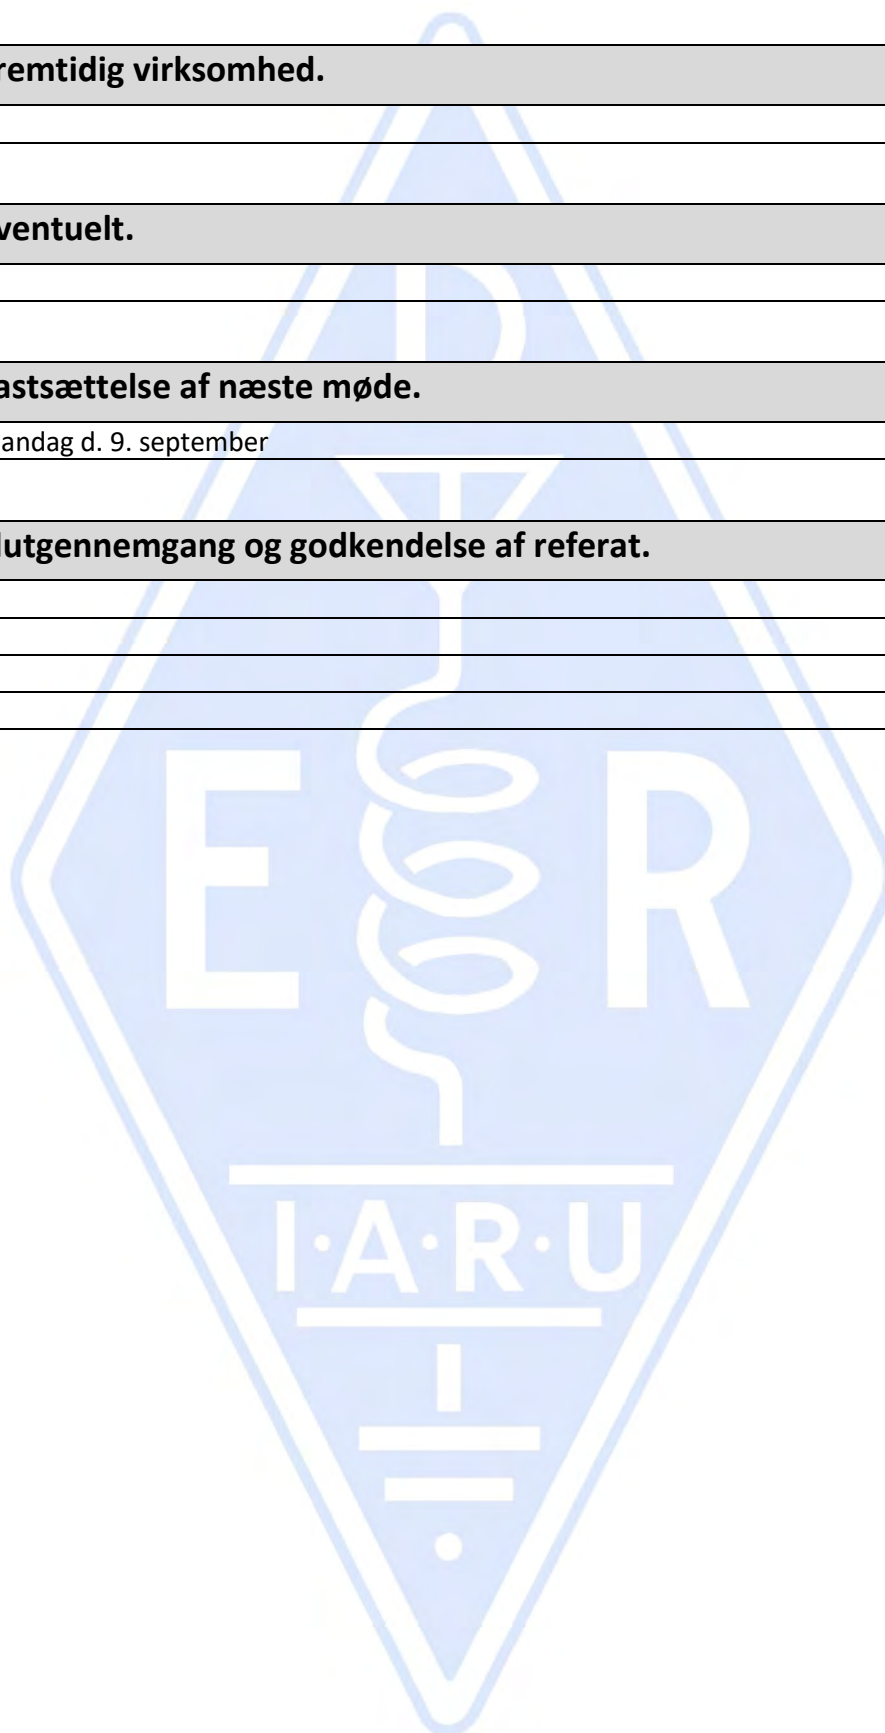 remtidig virksomhed.
ventuelt.
astsættelse af næste møde.
andag d. 9. september
lutgennemgang og godkendelse af referat.
D
E R
I·A·R·U